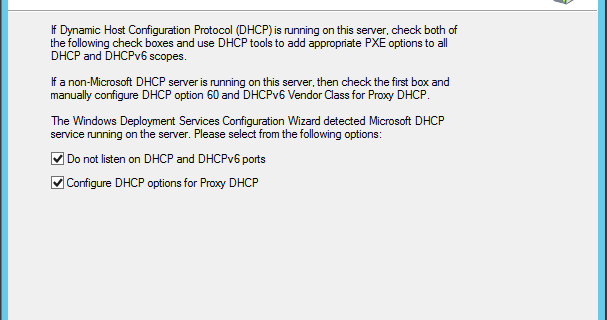 If Dynamic Host Configuration Protocol (DHCP) is running on this server, check both of
the following check boxes and use DHCP tools to add appropriate PXE options to all
DHCP and DHCPv6 scopes.
If a non-Microsoft DHCP server is running on this server, then check the first box and
manually configure DHCP option 60 and DHCPv6 Vendor Class for Proxy DHCP.
The Windows Deployment Services Configuration Wizard detected Microsoft DHCP
service running on the server. Please select from the following options:
Do not listen on DHCP and DHCPv6 ports
Configure DHCP options for Proxy DHCP